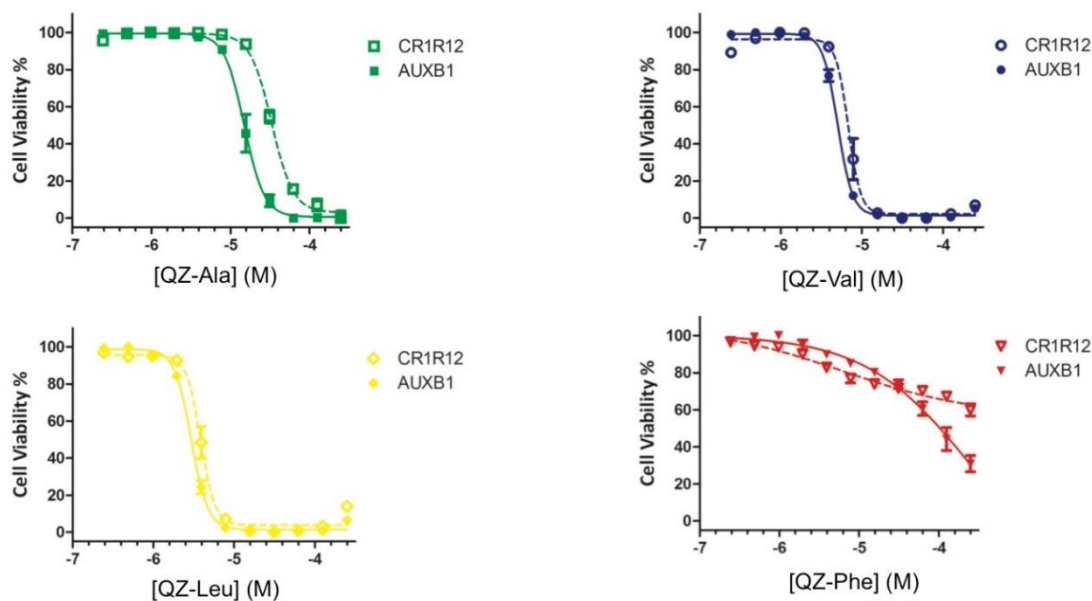 100
80
60
40
20
0
Cell Viability %
-7 -6 -5 -4
[QZ-Ala] (M)
CR1R12
AUXB1
100
80
60
40
20
0
Cell Viability %
-7 -6 -5 -4
[QZ-Val] (M)
CR1R12
AUXB1
100
80
60
40
20
0
Cell Viability %
-7 -6 -5 -4
[QZ-Leu] (M)
CR1R12
AUXB1
100
80
60
40
20
0
Cell Viability %
-7 -6 -5 -4
[QZ-Phe] (M)
CR1R12
AUXB1